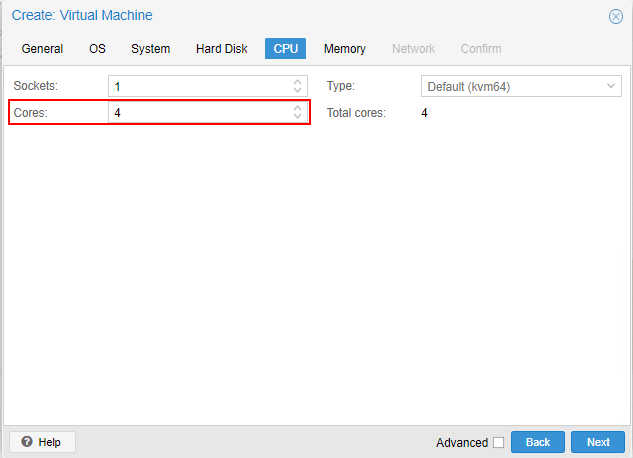 Create: Virtual Machine
General OS System Hard Disk CPU Memory Network Confirm
Sockets: 1 Type: Default (kvm64)
Cores: 4 Total cores: 4
? Help Advanced Back Next